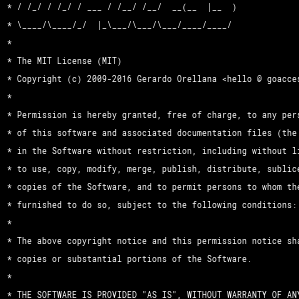 * / /_/ / /_/ / ___ / /__/ /__/  __(__  |__  )
* \____/\____/_/  |_\___/\___/\___/____/____/
*
* The MIT License (MIT)
* Copyright (c) 2009-2016 Gerardo Orellana <hello @ goacces
*
* Permission is hereby granted, free of charge, to any pers
* of this software and associated documentation files (the
* in the Software without restriction, including without li
* to use, copy, modify, merge, publish, distribute, sublice
* copies of the Software, and to permit persons to whom the
* furnished to do so, subject to the following conditions:
*
* The above copyright notice and this permission notice sha
* copies or substantial portions of the Software.
*
* THE SOFTWARE IS PROVIDED "AS IS", WITHOUT WARRANTY OF ANY